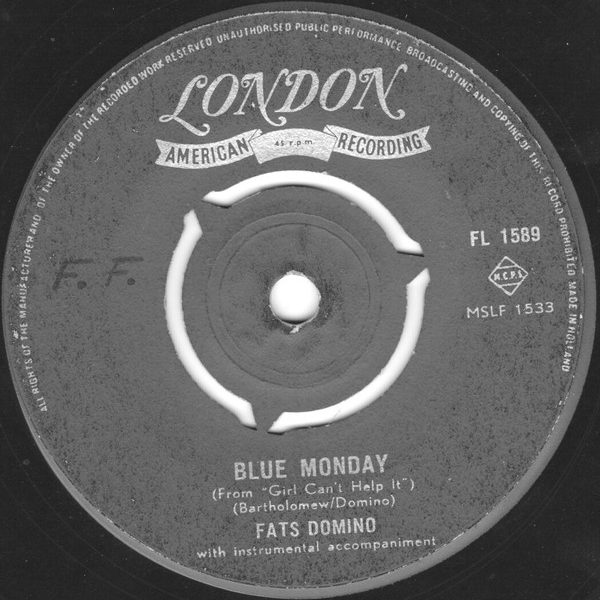 ALL RIGHTS OF THE MANUFACTURER AND OF THE OWNER OF THE RECORDED WORK RESERVED UNAUTHORISED PUBLIC PERFORMANCE BROADCASTING AND COPYING OF THIS RECORD PROHIBITED MADE IN HOLLAND
LONDON
AMERICAN 45 rpm RECORDING
FL 1589
F.F.
M.C.P.S.
MSLF 1533
BLUE MONDAY
(From "Girl Can't Help It")
(Bartholomew/Domino)
FATS DOMINO
with instrumental accompaniment